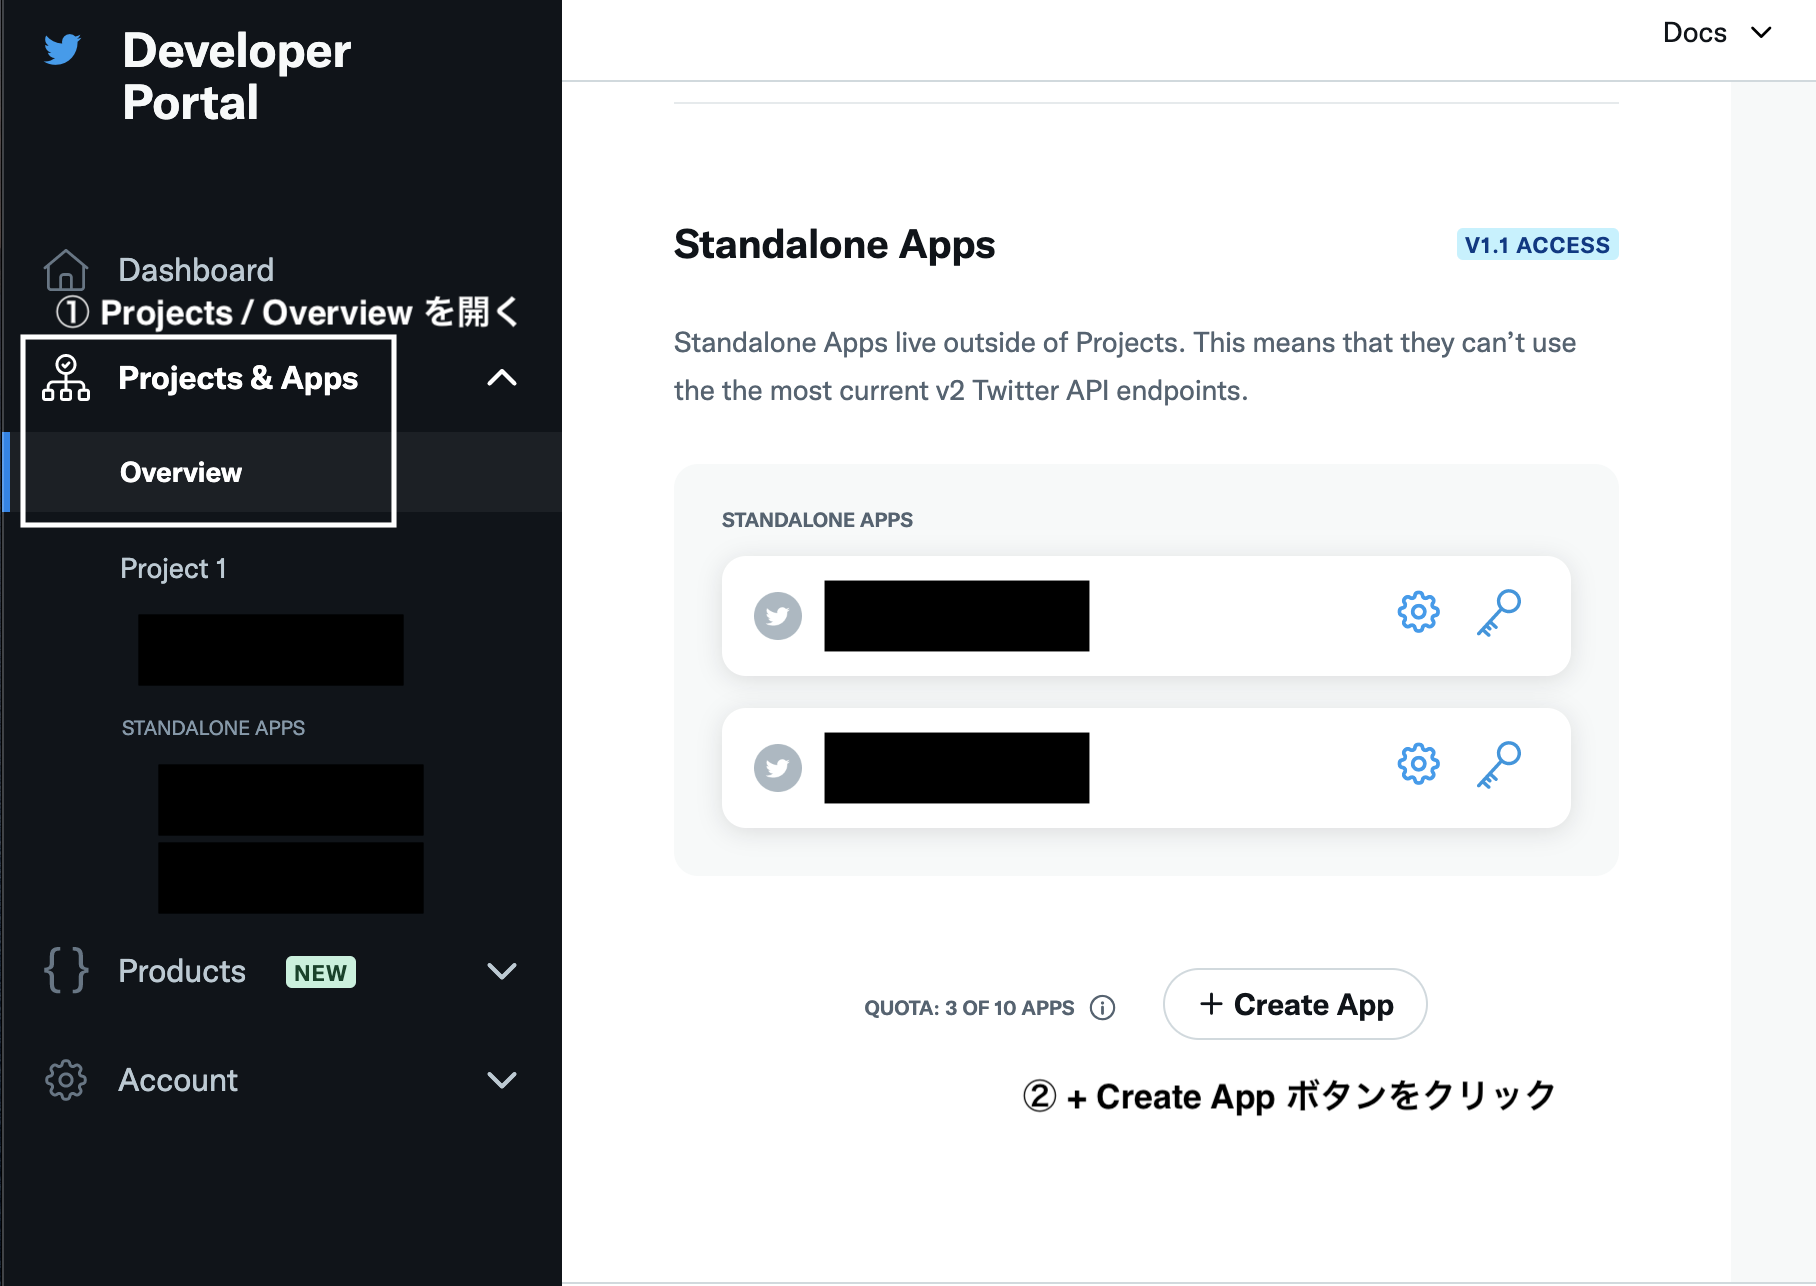 Developer
Portal
Dashboard
① Projects / Overview を開く
Projects & Apps
Overview
Project 1
STANDALONE APPS
Products NEW
Account
Docs
Standalone Apps
V1.1 ACCESS
Standalone Apps live outside of Projects. This means that they can’t use
the the most current v2 Twitter API endpoints.
STANDALONE APPS
QUOTA: 3 OF 10 APPS
+ Create App
② + Create App ボタンをクリック